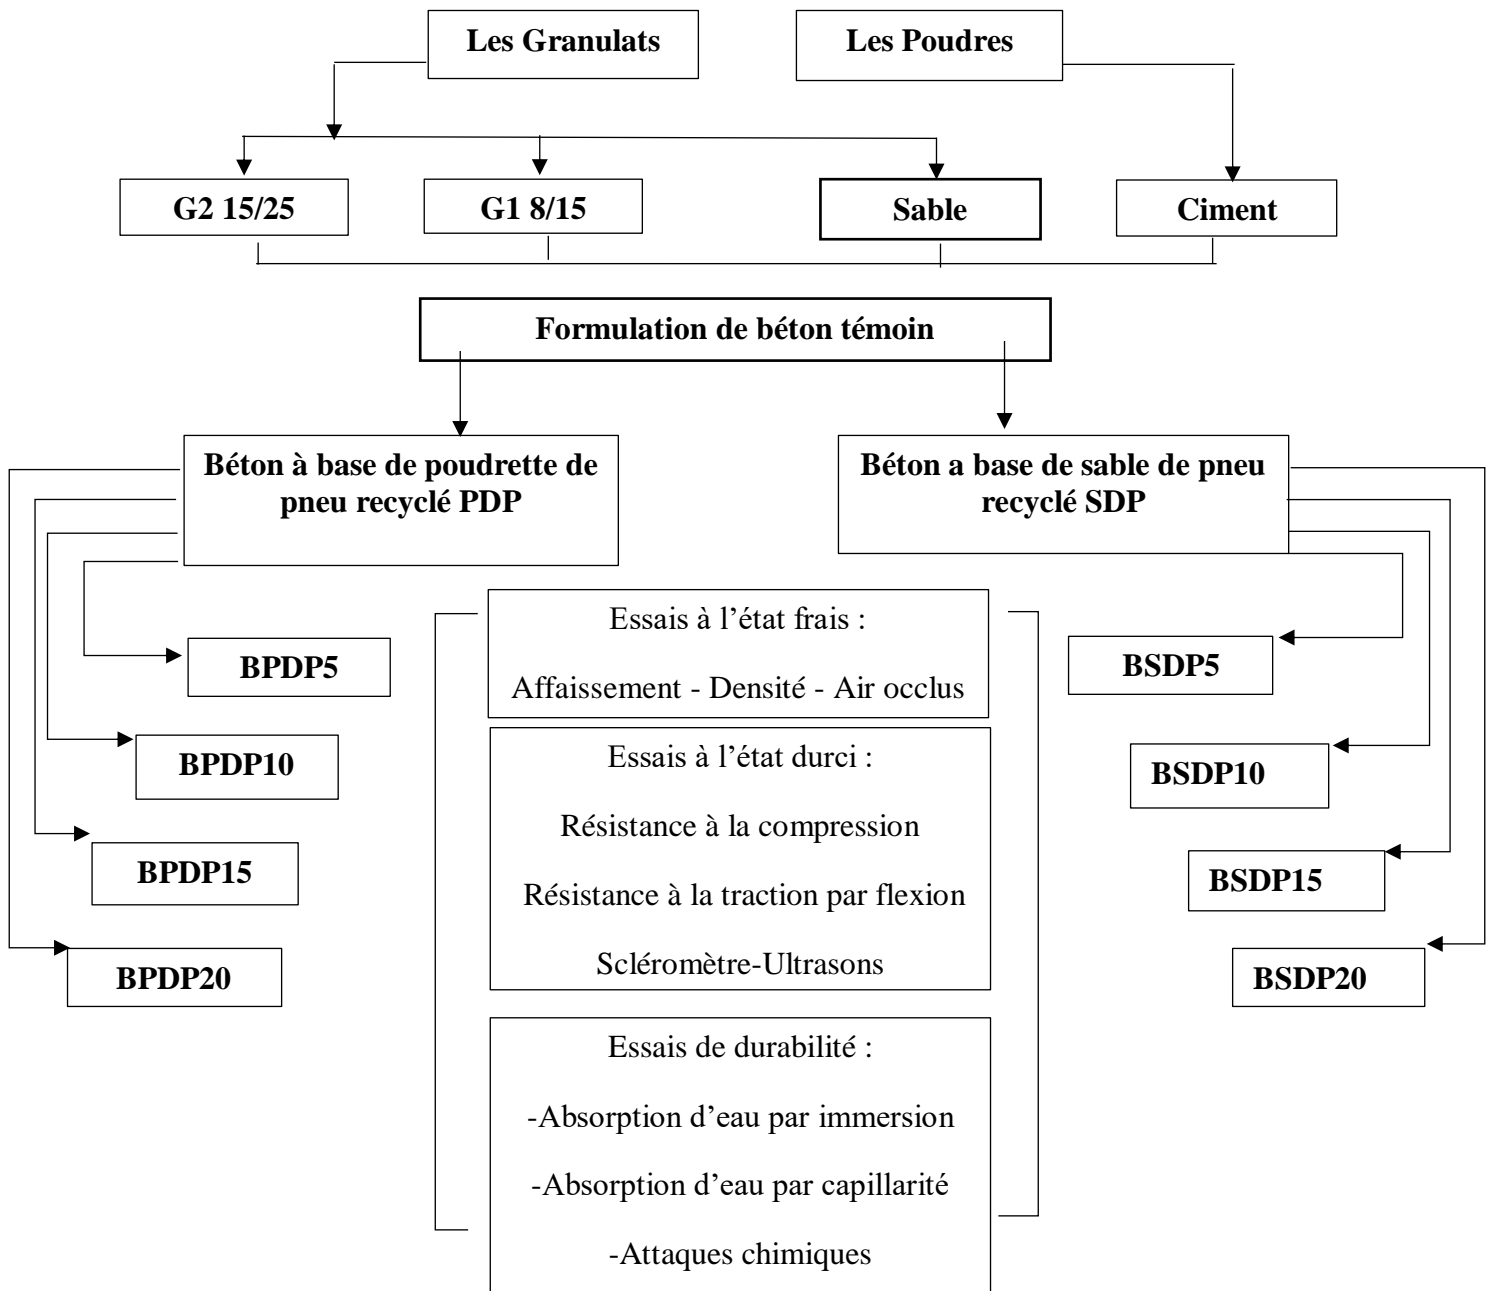 Les Granulats
Les Poudres
G2 15/25
G1 8/15
Sable
Ciment
Formulation de béton témoin
Béton à base de poudrette de
pneu recyclé PDP
Béton a base de sable de pneu
recyclé SDP
BPDP5
BPDP10
BPDP15
BPDP20
Essais à l’état frais :
Affaissement - Densité - Air occlus
Essais à l’état durci :
Résistance à la compression
Résistance à la traction par flexion
Scléromètre-Ultrasons
Essais de durabilité :
-Absorption d’eau par immersion
-Absorption d’eau par capillarité
-Attaques chimiques
BSDP5
BSDP10
BSDP15
BSDP20